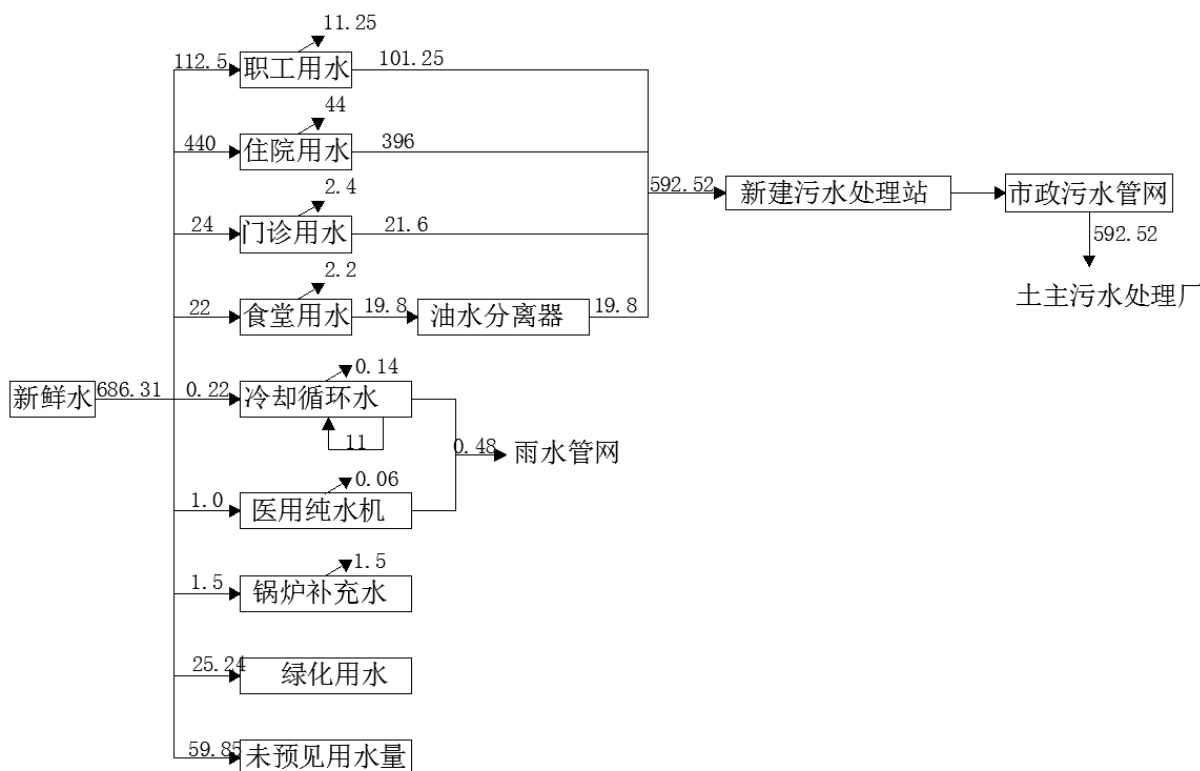 11.25
112.5
职工用水
101.25
44
440
住院用水
396
2.4
24
门诊用水
21.6
592.52
新建污水处理站
市政污水管网
592.52
土主污水处理厂
2.2
22
食堂用水
19.8
油水分离器
19.8
新鲜水
686.31
0.14
0.22
冷却循环水
11
0.48
雨水管网
0.06
1.0
医用纯水机
1.5
1.5
锅炉补充水
25.24
绿化用水
59.85
未预见用水量